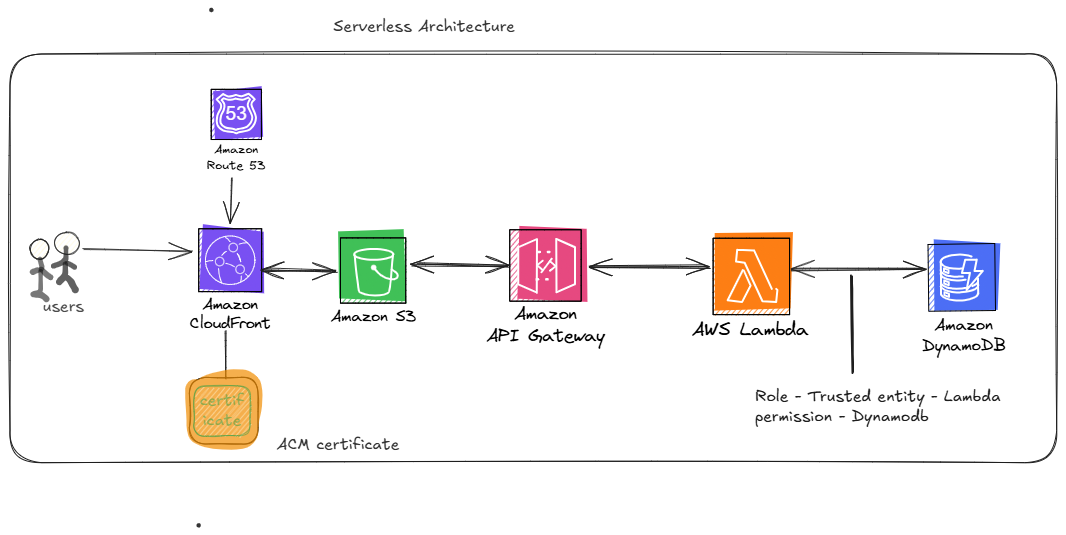 Serverless Architecture
53
Amazon
Route 53
users
Amazon
CloudFront
Amazon S3
Amazon
API Gateway
AWS Lambda
Amazon
DynamoDB
certif
icate
ACM certificate
Role - Trusted entity - Lambda
permission - Dynamodb